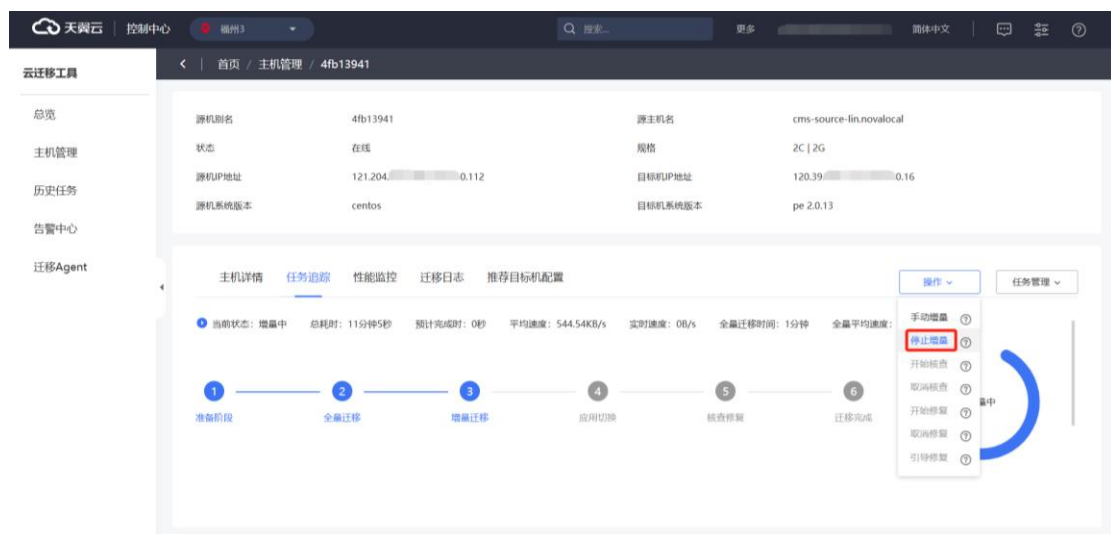 天翼云 控制中心 福州3 搜索... 更多 简体中文
云迁移工具
首页 / 主机管理 / 4fb13941
总览
主机管理
历史任务
告警中心
迁移Agent
源机别名 4fb13941 源主机名 cms-source-lin.novalocal
状态 在线 规格 2C | 2G
源机IP地址 121.204. 0.112 目标机IP地址 120.39. 0.16
源机系统版本 centos 目标机系统版本 pe 2.0.13
主机详情 任务追踪 性能监控 迁移日志 推荐目标机配置 操作 任务管理
当前状态：增量中 总耗时：11分钟5秒 预计完成时：0秒 平均速度：544.54KB/s 实时速度：0B/s 全量迁移时间：1分钟 全量平均速度：
手动增量
停止增量
开始核查
取消核查
开始修复
取消修复
引导修复
量中
1 2 3 4 5 6
准备阶段 全量迁移 增量迁移 应用切换 核查修复 迁移完成